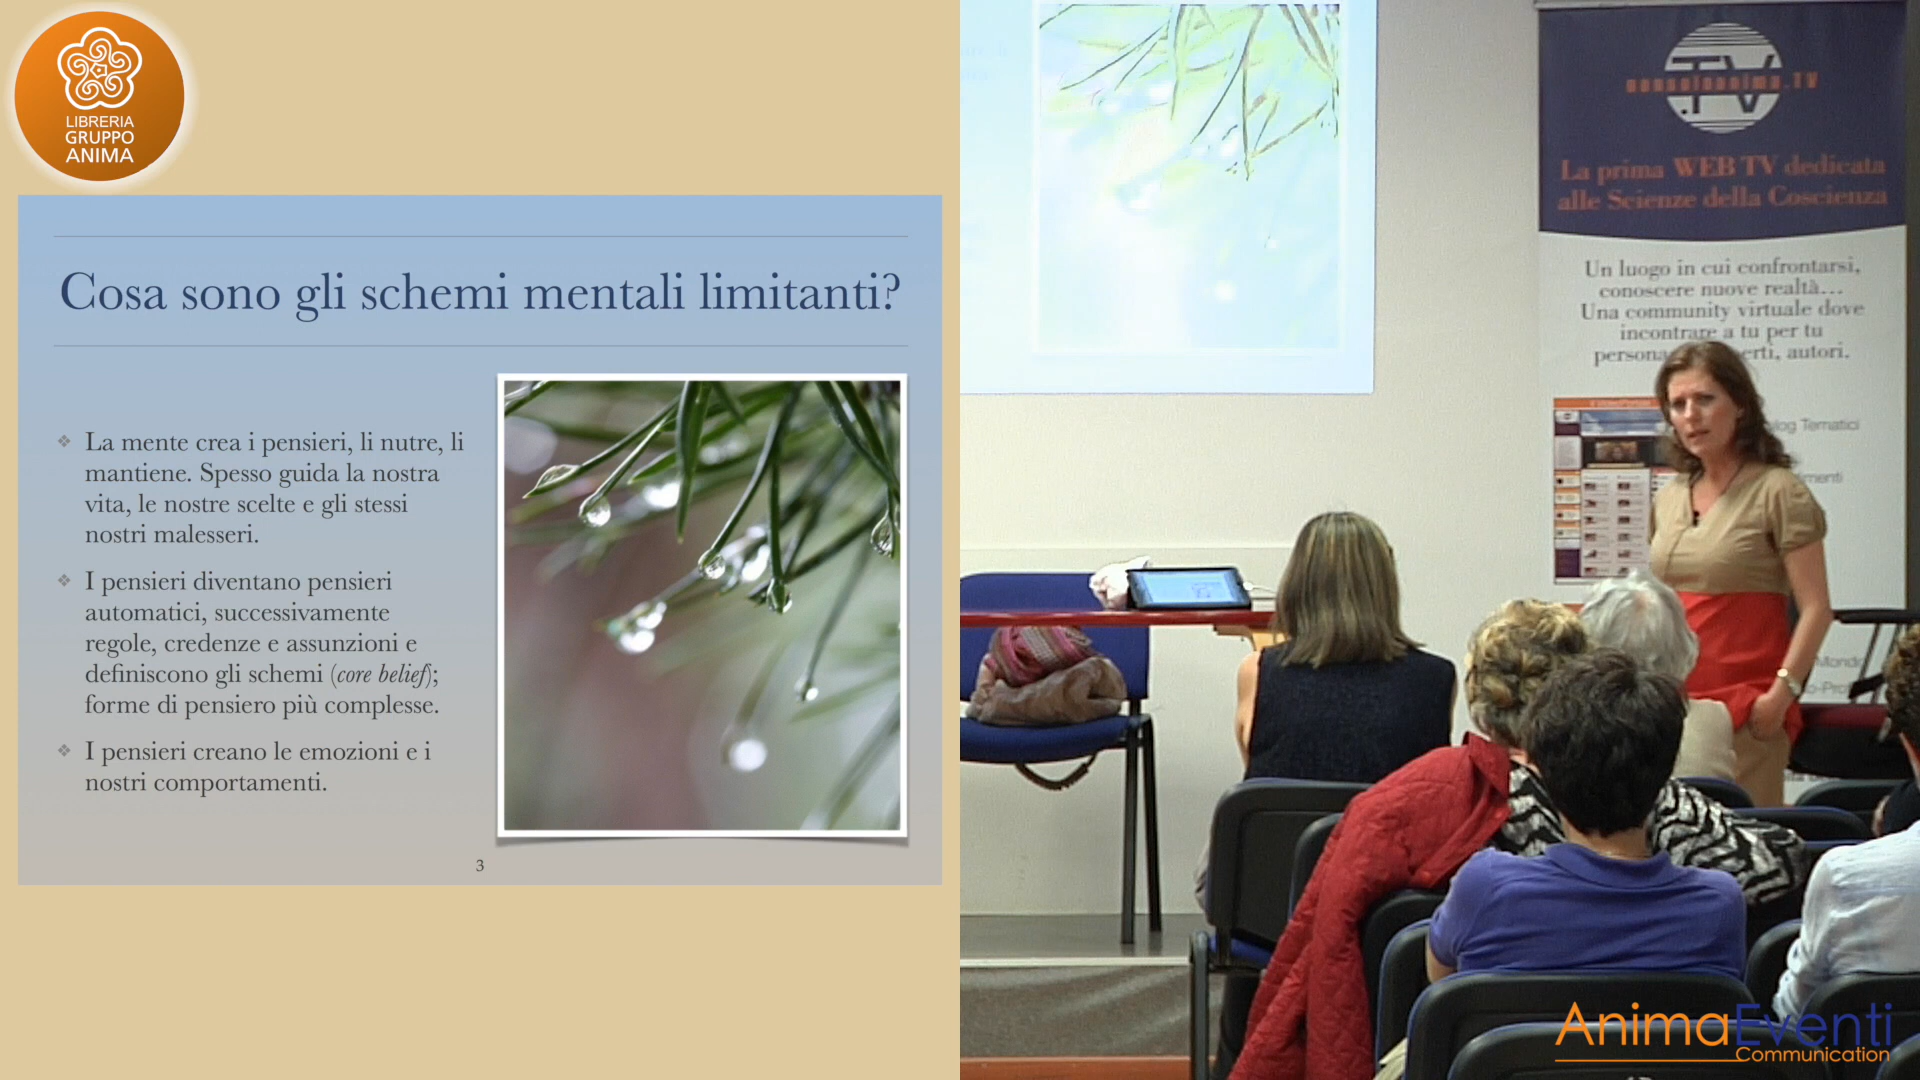 LIBRERIA
GRUPPO
ANIMA
Cosa sono gli schemi mentali limitanti?
La mente crea i pensieri, li nutre, li
mantiene. Spesso guida la nostra
vita, le nostre scelte e gli stessi
nostri malesseri.
I pensieri diventano pensieri
automatici, successivamente
regole, credenze e assunzioni e
definiscono gli schemi (core belief);
forme di pensiero più complesse.
I pensieri creano le emozioni e i
nostri comportamenti.
3
.TV
La prima WEB TV dedicata
alle Scienze della Coscienza
Un luogo in cui confrontarsi,
conoscere nuove realtà...
Una community virtuale dove
incontrare a tu per tu
autori.
Tematici
AnimaEventi
Communication